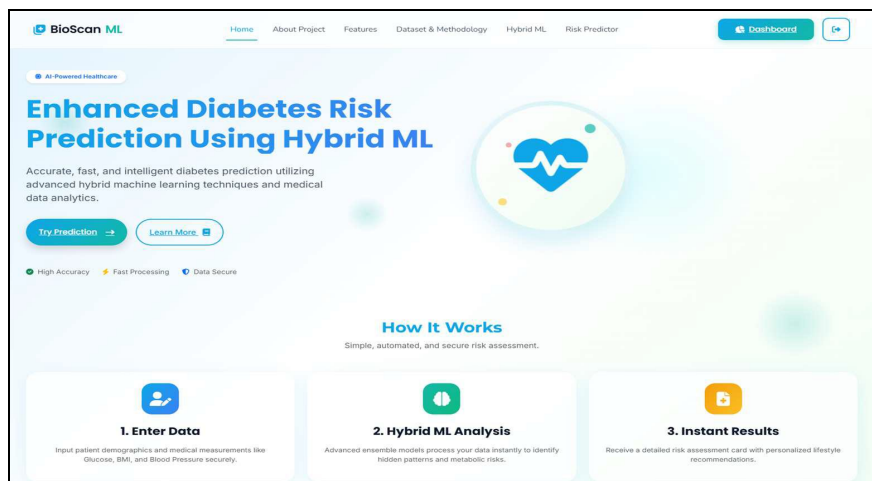 BioScan ML
Home About Project Features Dataset & Methodology Hybrid ML Risk Predictor
Dashboard
AI-Powered Healthcare
Enhanced Diabetes Risk
Prediction Using Hybrid ML
Accurate, fast, and intelligent diabetes prediction utilizing
advanced hybrid machine learning techniques and medical
data analytics.
Try Prediction → Learn More
High Accuracy Fast Processing Data Secure
How It Works
Simple, automated, and secure risk assessment.
1. Enter Data
Input patient demographics and medical measurements like
Glucose, BMI, and Blood Pressure securely.
2. Hybrid ML Analysis
Advanced ensemble models process your data instantly to identify
hidden patterns and metabolic risks.
3. Instant Results
Receive a detailed risk assessment card with personalized lifestyle
recommendations.